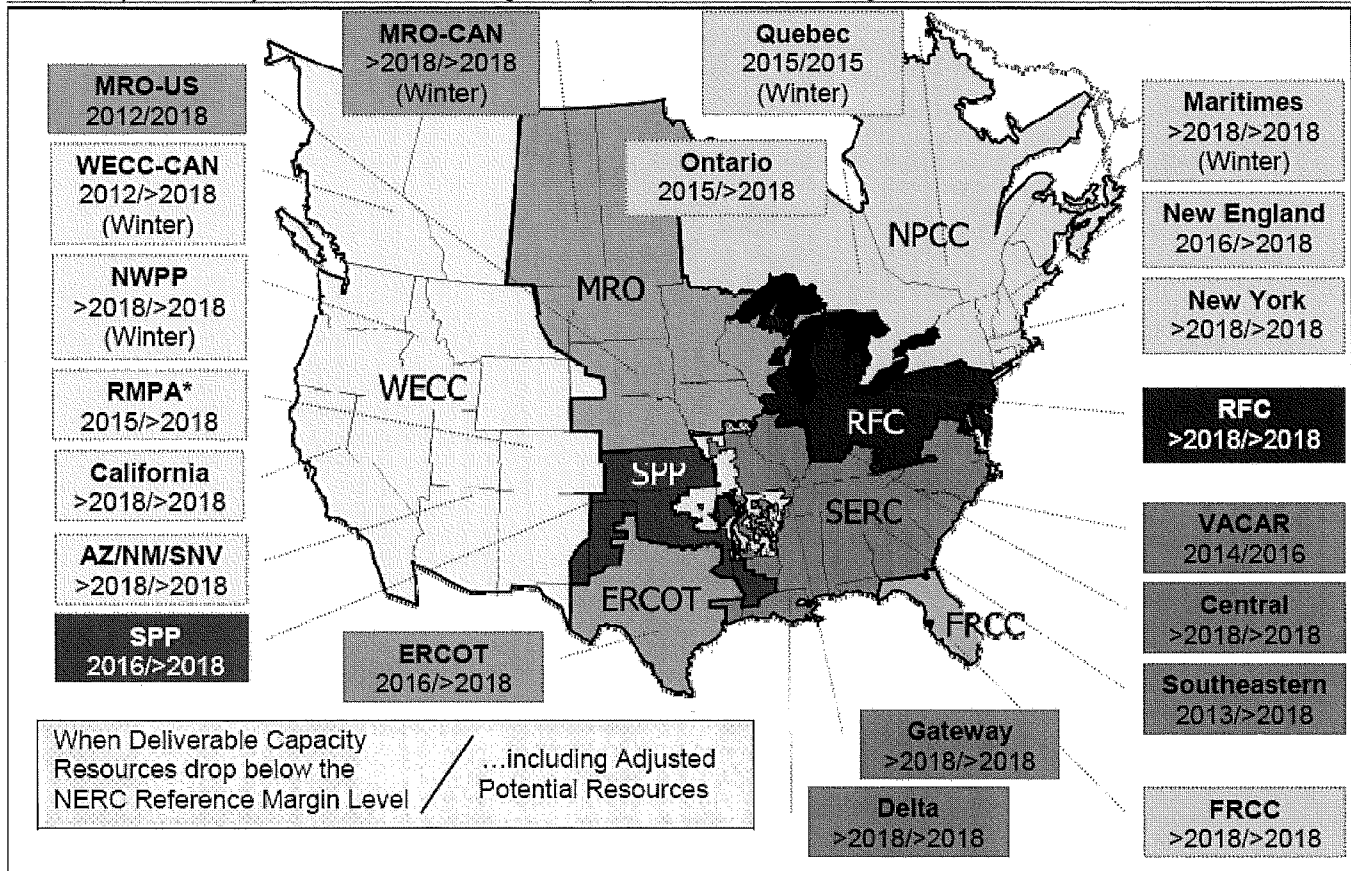 MRO-CAN
>2018/>2018
(Winter)
Quebec
2015/2015
(Winter)
MRO-US
2012/2018
Maritimes
>2018/>2018
(Winter)
WECC-CAN
2012/>2018
(Winter)
Ontario
2015/>2018
New England
2016/>2018
NPCC
NWPP
>2018/>2018
(Winter)
New York
>2018/>2018
MRO
RMPA*
2015/>2018
WECC
RFC
RFC
>2018/>2018
California
>2018/>2018
SPP
SERC
VACAR
2014/2016
AZ/NM/SNV
>2018/>2018
Central
>2018/>2018
ERCOT
FRCC
SPP
2016/>2018
ERCOT
2016/>2018
Southeastern
2013/>2018
Gateway
>2018/>2018
When Deliverable Capacity
Resources drop below the
NERC Reference Margin Level
/
...including Adjusted
Potential Resources
Delta
>2018/>2018
FRCC
>2018/>2018